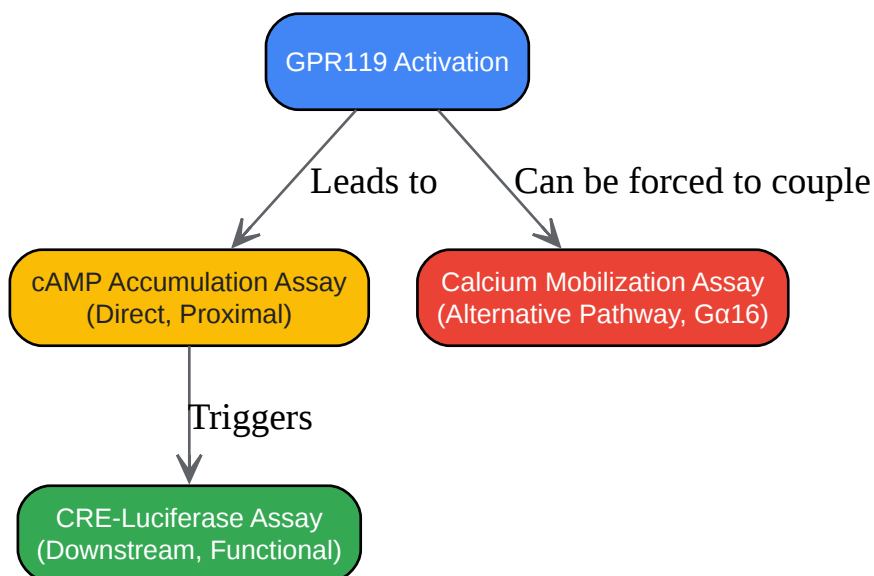 GPR119 Activation
Leads to
Can be forced to couple
cAMP Accumulation Assay
(Direct, Proximal)
Calcium Mobilization Assay
(Alternative Pathway, Gα16)
Triggers
CRE-Luciferase Assay
(Downstream, Functional)